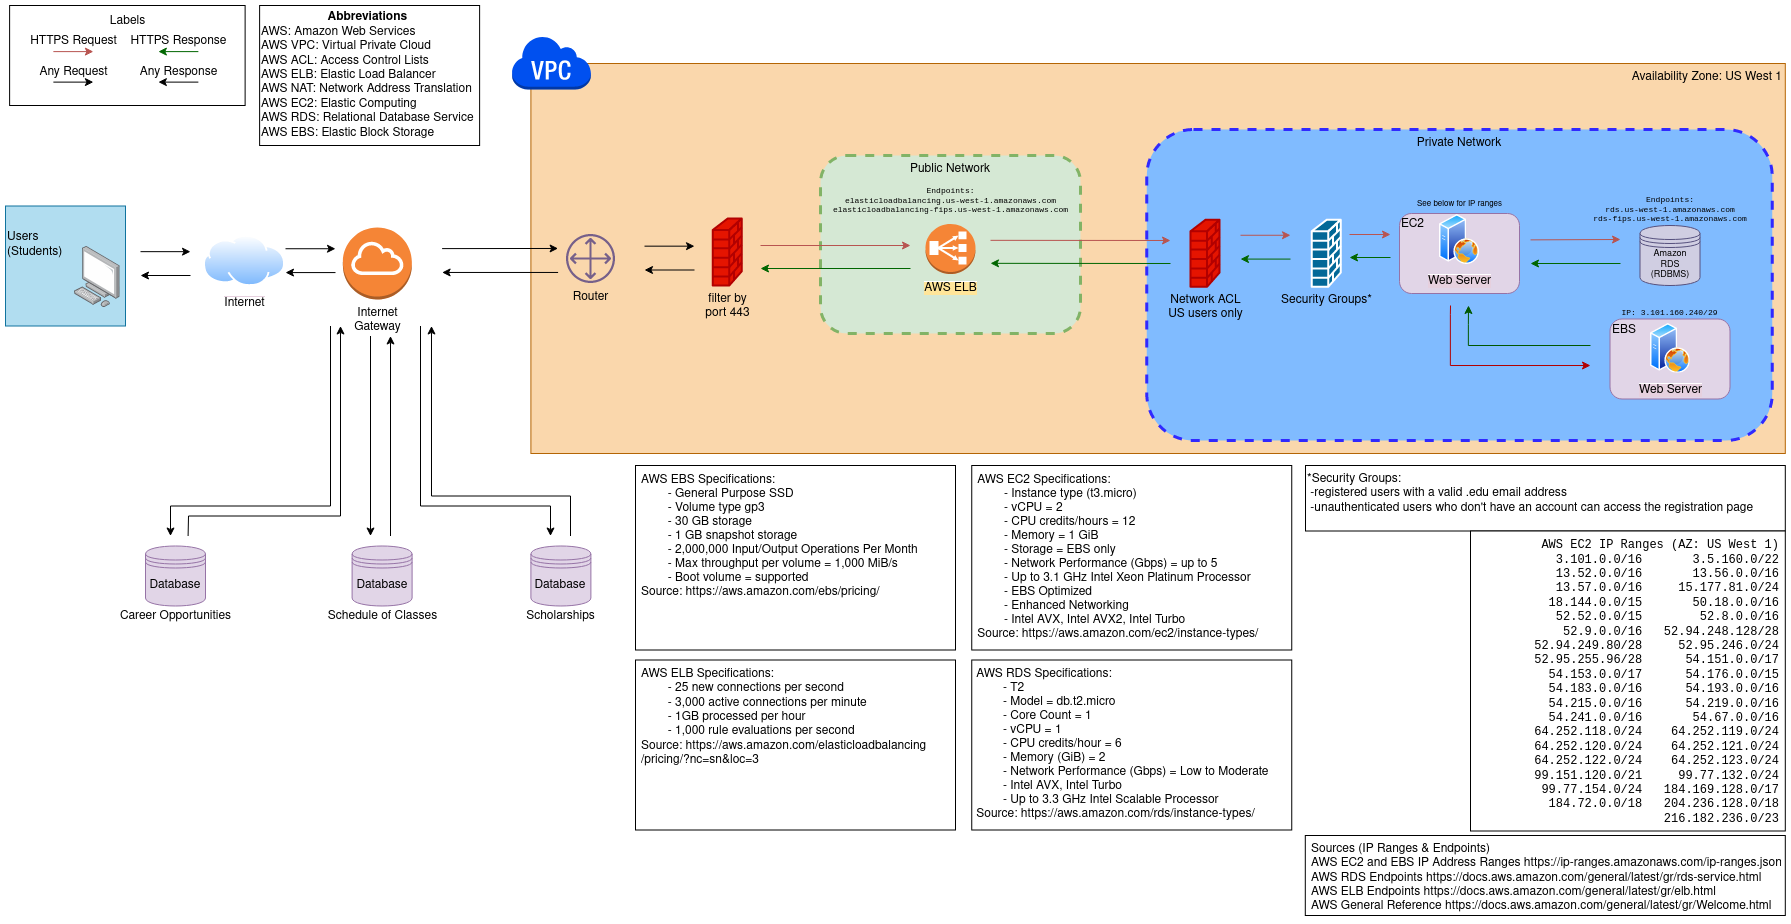 Labels
HTTPS Request
HTTPS Response
Any Request
Any Response
Abbreviations
AWS: Amazon Web Services
AWS VPC: Virtual Private Cloud
AWS ACL: Access Control Lists
AWS ELB: Elastic Load Balancer
AWS NAT: Network Address Translation
AWS EC2: Elastic Computing
AWS RDS: Relational Database Service
AWS EBS: Elastic Block Storage
VPC
Availability Zone: US West 1
Users
(Students)
Internet
Internet
Gateway
Router
filter by
port 443
Public Network
Endpoints:
elasticloadbalancing.us-west-1.amazonaws.com
elasticloadbalancing-fips.us-west-1.amazonaws.com
AWS ELB
Private Network
Network ACL
US users only
Security Groups*
See below for IP ranges
EC2
Web Server
Endpoints:
rds.us-west-1.amazonaws.com
rds-fips.us-west-1.amazonaws.com
Amazon
RDS
(RDBMS)
IP: 3.101.160.240/29
EBS
Web Server
Database
Career Opportunities
Database
Schedule of Classes
Database
Scholarships
AWS EBS Specifications:
- General Purpose SSD
- Volume type gp3
- 30 GB storage
- 1 GB snapshot storage
- 2,000,000 Input/Output Operations Per Month
- Max throughput per volume = 1,000 MiB/s
- Boot volume = supported
Source: https://aws.amazon.com/ebs/pricing/
AWS EC2 Specifications:
- Instance type (t3.micro)
- vCPU = 2
- CPU credits/hours = 12
- Memory = 1 GiB
- Storage = EBS only
- Network Performance (Gbps) = up to 5
- Up to 3.1 GHz Intel Xeon Platinum Processor
- EBS Optimized
- Enhanced Networking
- Intel AVX, Intel AVX2, Intel Turbo
Source: https://aws.amazon.com/ec2/instance-types/
AWS ELB Specifications:
- 25 new connections per second
- 3,000 active connections per minute
- 1GB processed per hour
- 1,000 rule evaluations per second
Source: https://aws.amazon.com/elasticloadbalancing
/pricing/?nc=sn&loc=3
AWS RDS Specifications:
- T2
- Model = db.t2.micro
- Core Count = 1
- vCPU = 1
- CPU credits/hour = 6
- Memory (GiB) = 2
- Network Performance (Gbps) = Low to Moderate
- Intel AVX, Intel Turbo
- Up to 3.3 GHz Intel Scalable Processor
Source: https://aws.amazon.com/rds/instance-types/
*Security Groups:
-registered users with a valid .edu email address
-unauthenticated users who don't have an account can access the registration page
AWS EC2 IP Ranges (AZ: US West 1)
3.101.0.0/16 3.5.160.0/22
13.52.0.0/16 13.56.0.0/16
13.57.0.0/16 15.177.81.0/24
18.144.0.0/15 50.18.0.0/16
52.52.0.0/15 52.8.0.0/16
52.9.0.0/16 52.94.248.128/28
52.94.249.80/28 52.95.246.0/24
52.95.255.96/28 54.151.0.0/17
54.153.0.0/17 54.176.0.0/15
54.183.0.0/16 54.193.0.0/16
54.215.0.0/16 54.219.0.0/16
54.241.0.0/16 54.67.0.0/16
64.252.118.0/24 64.252.119.0/24
64.252.120.0/24 64.252.121.0/24
64.252.122.0/24 64.252.123.0/24
99.151.120.0/21 99.77.132.0/24
99.77.154.0/24 184.169.128.0/17
184.72.0.0/18 204.236.128.0/18
216.182.236.0/23
Sources (IP Ranges & Endpoints)
AWS EC2 and EBS IP Address Ranges https://ip-ranges.amazonaws.com/ip-ranges.json
AWS RDS Endpoints https://docs.aws.amazon.com/general/latest/gr/rds-service.html
AWS ELB Endpoints https://docs.aws.amazon.com/general/latest/gr/elb.html
AWS General Reference https://docs.aws.amazon.com/general/latest/gr/Welcome.html